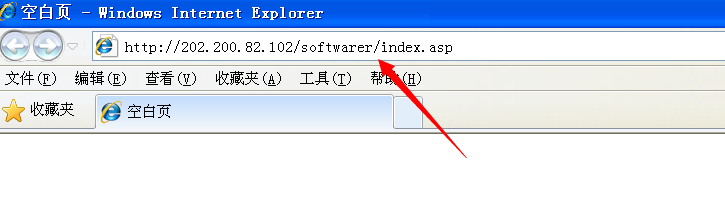 空白页 - Windows Internet Explorer
http://202.200.82.102/softwarer/index.asp
文件(F) 编辑(E) 查看(V) 收藏夹(A) 工具(T) 帮助(H)
收藏夹 空白页